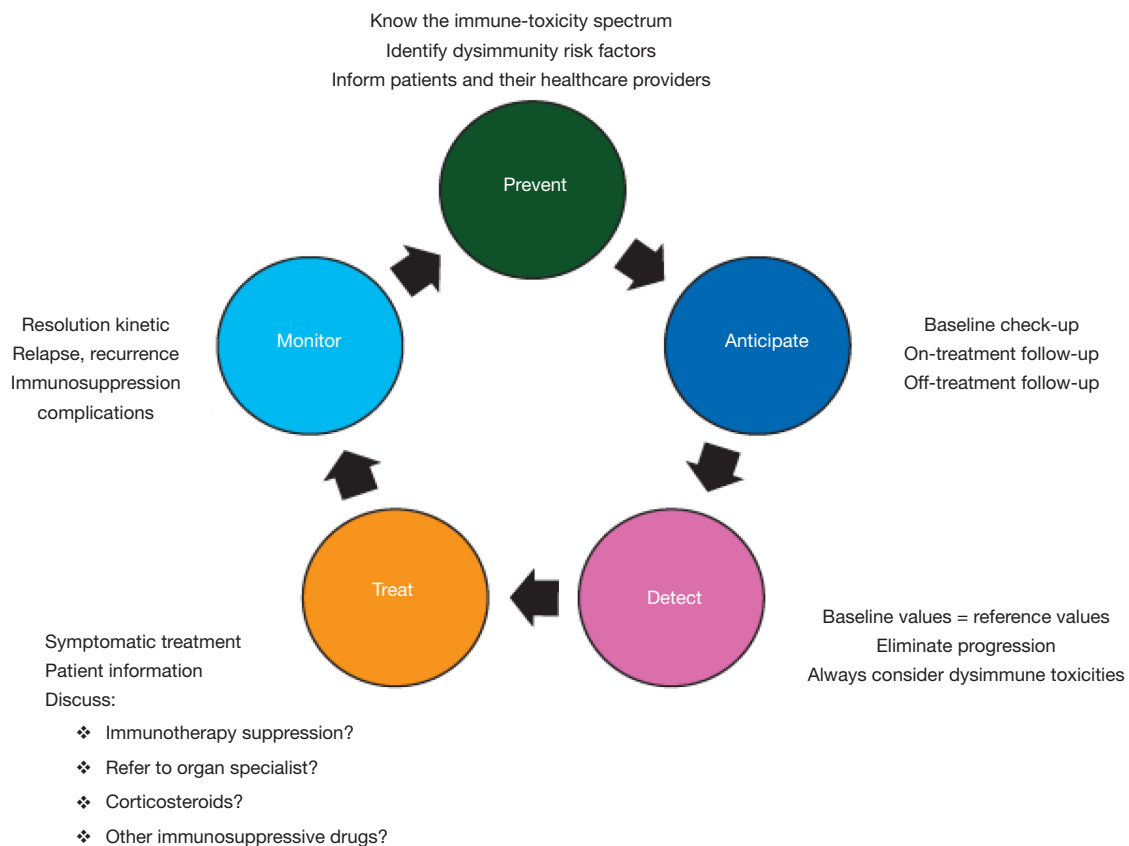 Know the immune-toxicity spectrum
Identify dysimmunity risk factors
Inform patients and their healthcare providers
Prevent
Anticipate
Baseline check-up
On-treatment follow-up
Off-treatment follow-up
Detect
Baseline values = reference values
Eliminate progression
Always consider dysimmune toxicities
Treat
Symptomatic treatment
Patient information
Discuss:
❖ Immunotherapy suppression?
❖ Refer to organ specialist?
❖ Corticosteroids?
❖ Other immunosuppressive drugs?
Monitor
Resolution kinetic
Relapse, recurrence
Immunosuppression
complications